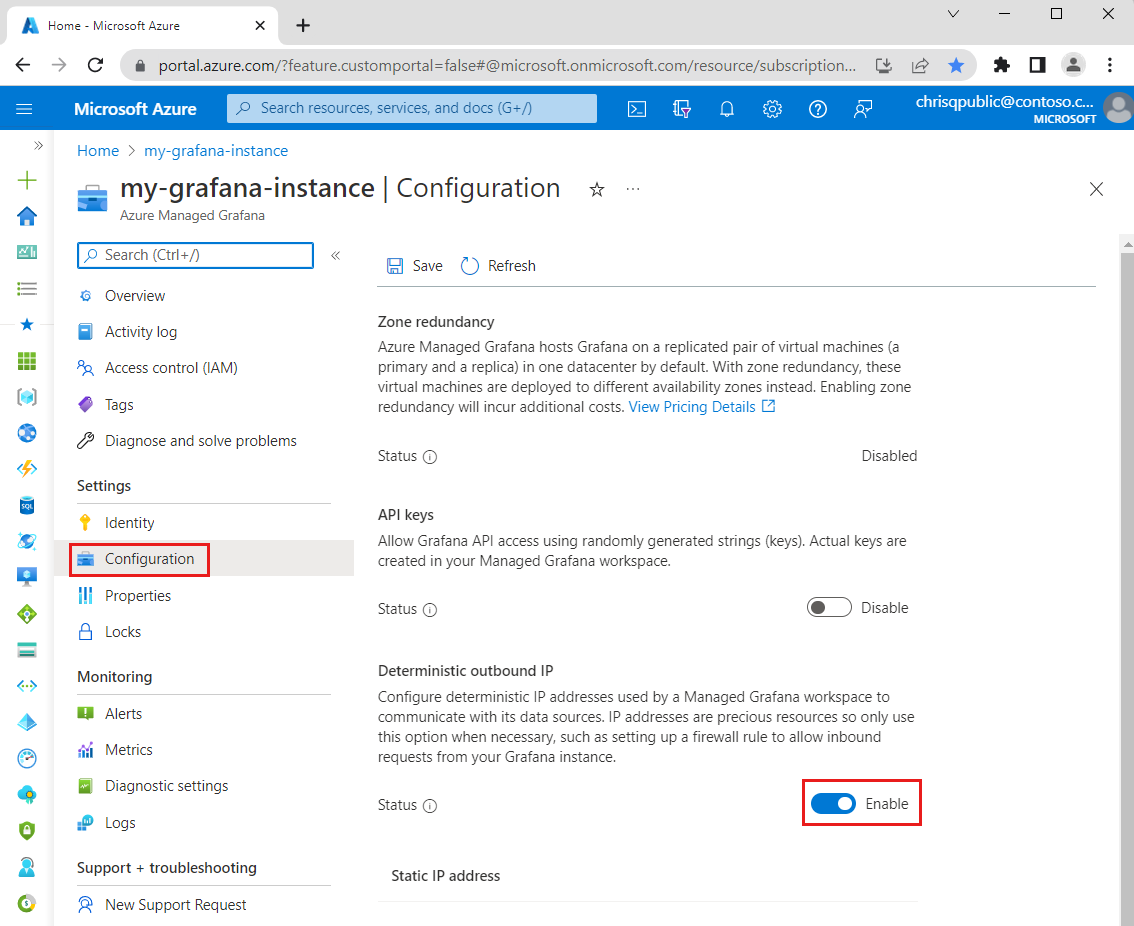 Home - Microsoft Azure
portal.azure.com/?feature.customportal=false#@microsoft.onmicrosoft.com/resource/subscription...
Microsoft Azure
Search resources, services, and docs (G+/)
chrisqpublic@contoso.c...
MICROSOFT
Home > my-grafana-instance
my-grafana-instance | Configuration
Azure Managed Grafana
Search (Ctrl+/)
Overview
Activity log
Access control (IAM)
Tags
Diagnose and solve problems
Settings
Identity
Configuration
Properties
Locks
Monitoring
Alerts
Metrics
Diagnostic settings
Logs
Support + troubleshooting
New Support Request
Save
Refresh
Zone redundancy
Azure Managed Grafana hosts Grafana on a replicated pair of virtual machines (a
primary and a replica) in one datacenter by default. With zone redundancy, these
virtual machines are deployed to different availability zones instead. Enabling zone
redundancy will incur additional costs. View Pricing Details
Status Disabled
API keys
Allow Grafana API access using randomly generated strings (keys). Actual keys are
created in your Managed Grafana workspace.
Status Disable
Deterministic outbound IP
Configure deterministic IP addresses used by a Managed Grafana workspace to
communicate with its data sources. IP addresses are precious resources so only use
this option when necessary, such as setting up a firewall rule to allow inbound
requests from your Grafana instance.
Status Enable
Static IP address
SQL